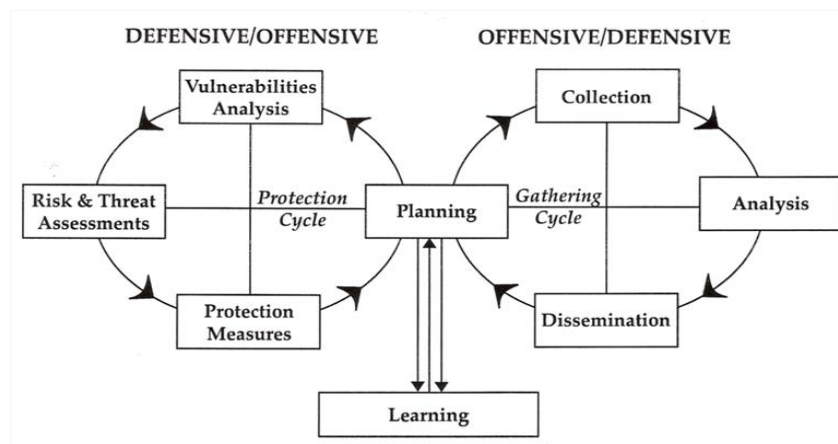 DEFENSIVE/OFFENSIVE
OFFENSIVE/DEFENSIVE
Vulnerabilities
Analysis
Collection
Risk & Threat
Assessments
Protection
Cycle
Planning
Gathering
Cycle
Analysis
Protection
Measures
Dissemination
Learning